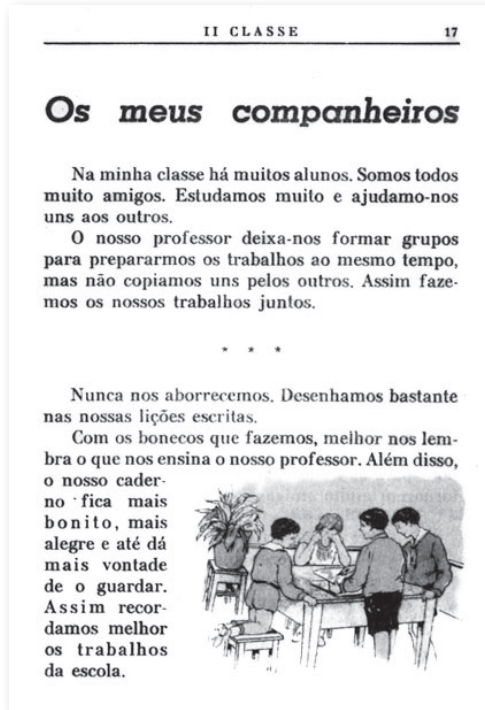 II CLASSE 17
Os meus companheiros
Na minha classe há muitos alunos. Somos todos
muito amigos. Estudamos muito e ajudamo-nos
uns aos outros.
O nosso professor deixa-nos formar grupos
para prepararmos os trabalhos ao mesmo tempo,
mas não copiamos uns pelos outros. Assim faze-
mos os nossos trabalhos juntos.
* * *
Nunca nos aborrecemos. Desenhamos bastante
nas nossas lições escritas.
Com os bonecos que fazemos, melhor nos lem-
bra o que nos ensina o nosso professor. Além disso,
o nosso cader-
no fica mais
bonito, mais
alegre e até dá
mais vontade
de o guardar.
Assim recor-
damos melhor
os trabalhos
da escola.